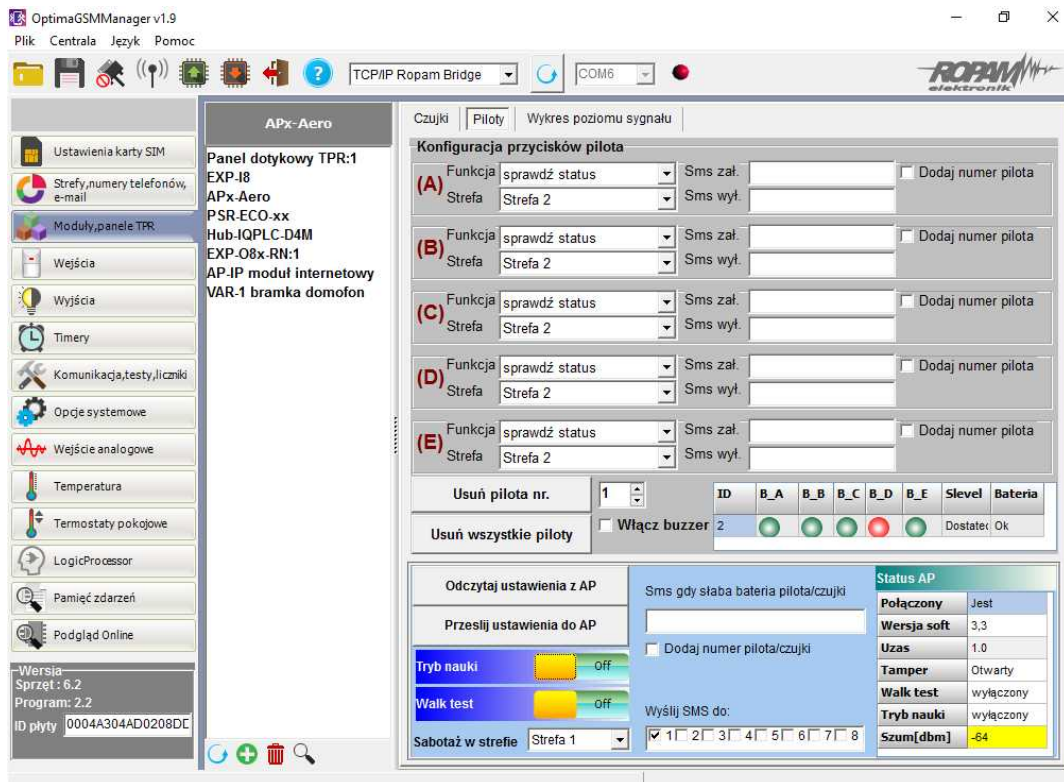 OptimaGSMManager v1.9
Plik Centrala Język Pomoc
TCP/IP Ropam Bridge COM6 ROPAM elektronik
Ustawienia karty SIM
Strefy,numery telefonów, e-mail
Moduły,panele TPR
Wejścia
Wyjścia
Timery
Komunikacja,testy,liczniki
Opcje systemowe
Wejście analogowe
Temperatura
Termostaty pokojowe
LogicProcessor
Pamięć zdarzeń
Podgląd Online
Wersja
Sprzęt : 6.2
Program: 2.2
ID płyty 0004A304AD0208DE
APx-Aero
Panel dotykowy TPR:1
EXP-I8
APx-Aero
PSR-ECO-xx
Hub-IQPLC-D4M
EXP-O8x-RN:1
AP-IP moduł internetowy
VAR-1 bramka domofon
Czujki Piloty Wykres poziomu sygnału
Konfiguracja przycisków pilota
(A) Funkcja sprawdź status Sms zał. Dodaj numer pilota
Strefa Strefa 2 Sms wył.
(B) Funkcja sprawdź status Sms zał. Dodaj numer pilota
Strefa Strefa 2 Sms wył.
(C) Funkcja sprawdź status Sms zał. Dodaj numer pilota
Strefa Strefa 2 Sms wył.
(D) Funkcja sprawdź status Sms zał. Dodaj numer pilota
Strefa Strefa 2 Sms wył.
(E) Funkcja sprawdź status Sms zał. Dodaj numer pilota
Strefa Strefa 2 Sms wył.
Usuń pilota nr. 1
Usuń wszystkie piloty Włącz buzzer
ID B_A B_B B_C B_D B_E Slevel Bateria
2 Dostatec Ok
Odczytaj ustawienia z AP
Przeslij ustawienia do AP
Tryb nauki Off
Walk test Off
Sabotaż w strefie Strefa 1
Sms gdy słaba bateria pilota/czujki
Dodaj numer pilota/czujki
Wyślij SMS do:
1 2 3 4 5 6 7 8
Status AP
Połączony Jest
Wersja soft 3,3
Uzas 1.0
Tamper Otwarty
Walk test wyłączony
Tryb nauki wyłączony
Szum[dbm] -64